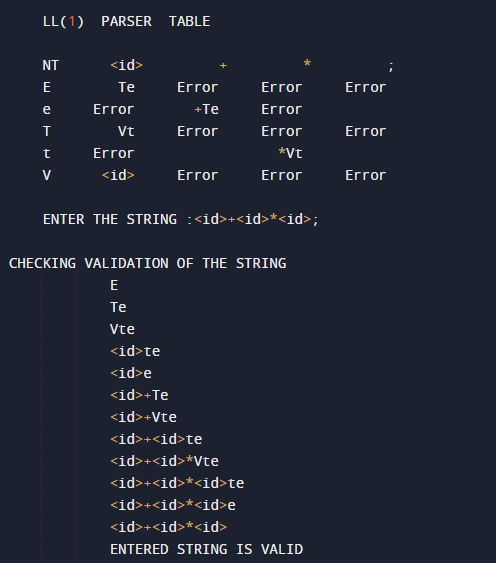 LL(1) PARSER TABLE
NT <id> + * ;
E Te Error Error Error
e Error +Te Error
T Vt Error Error Error
t Error *Vt
V <id> Error Error Error
ENTER THE STRING :<id>+<id>*<id>;
CHECKING VALIDATION OF THE STRING
E
Te
Vte
<id>te
<id>e
<id>+Te
<id>+Vte
<id>+<id>te
<id>+<id>*Vte
<id>+<id>*<id>te
<id>+<id>*<id>e
<id>+<id>*<id>
ENTERED STRING IS VALID